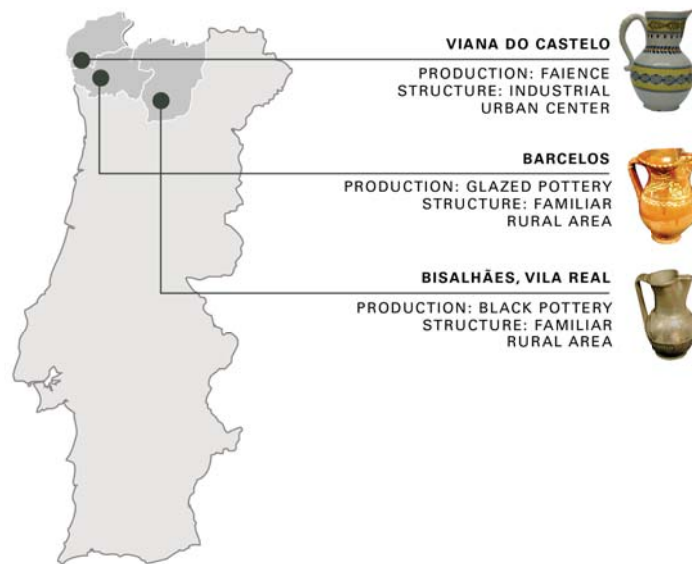 VIANA DO CASTELO
PRODUCTION: FAIENCE
STRUCTURE: INDUSTRIAL
URBAN CENTER
BARCELOS
PRODUCTION: GLAZED POTTERY
STRUCTURE: FAMILIAR
RURAL AREA
BISALHÃES, VILA REAL
PRODUCTION: BLACK POTTERY
STRUCTURE: FAMILIAR
RURAL AREA